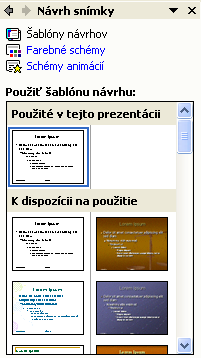 Návrh snímky
Šablóny návrhov
Farebné schémy
Schémy animácií
Použiť šablónu návrhu:
Použité v tejto prezentácii
K dispozícii na použitie